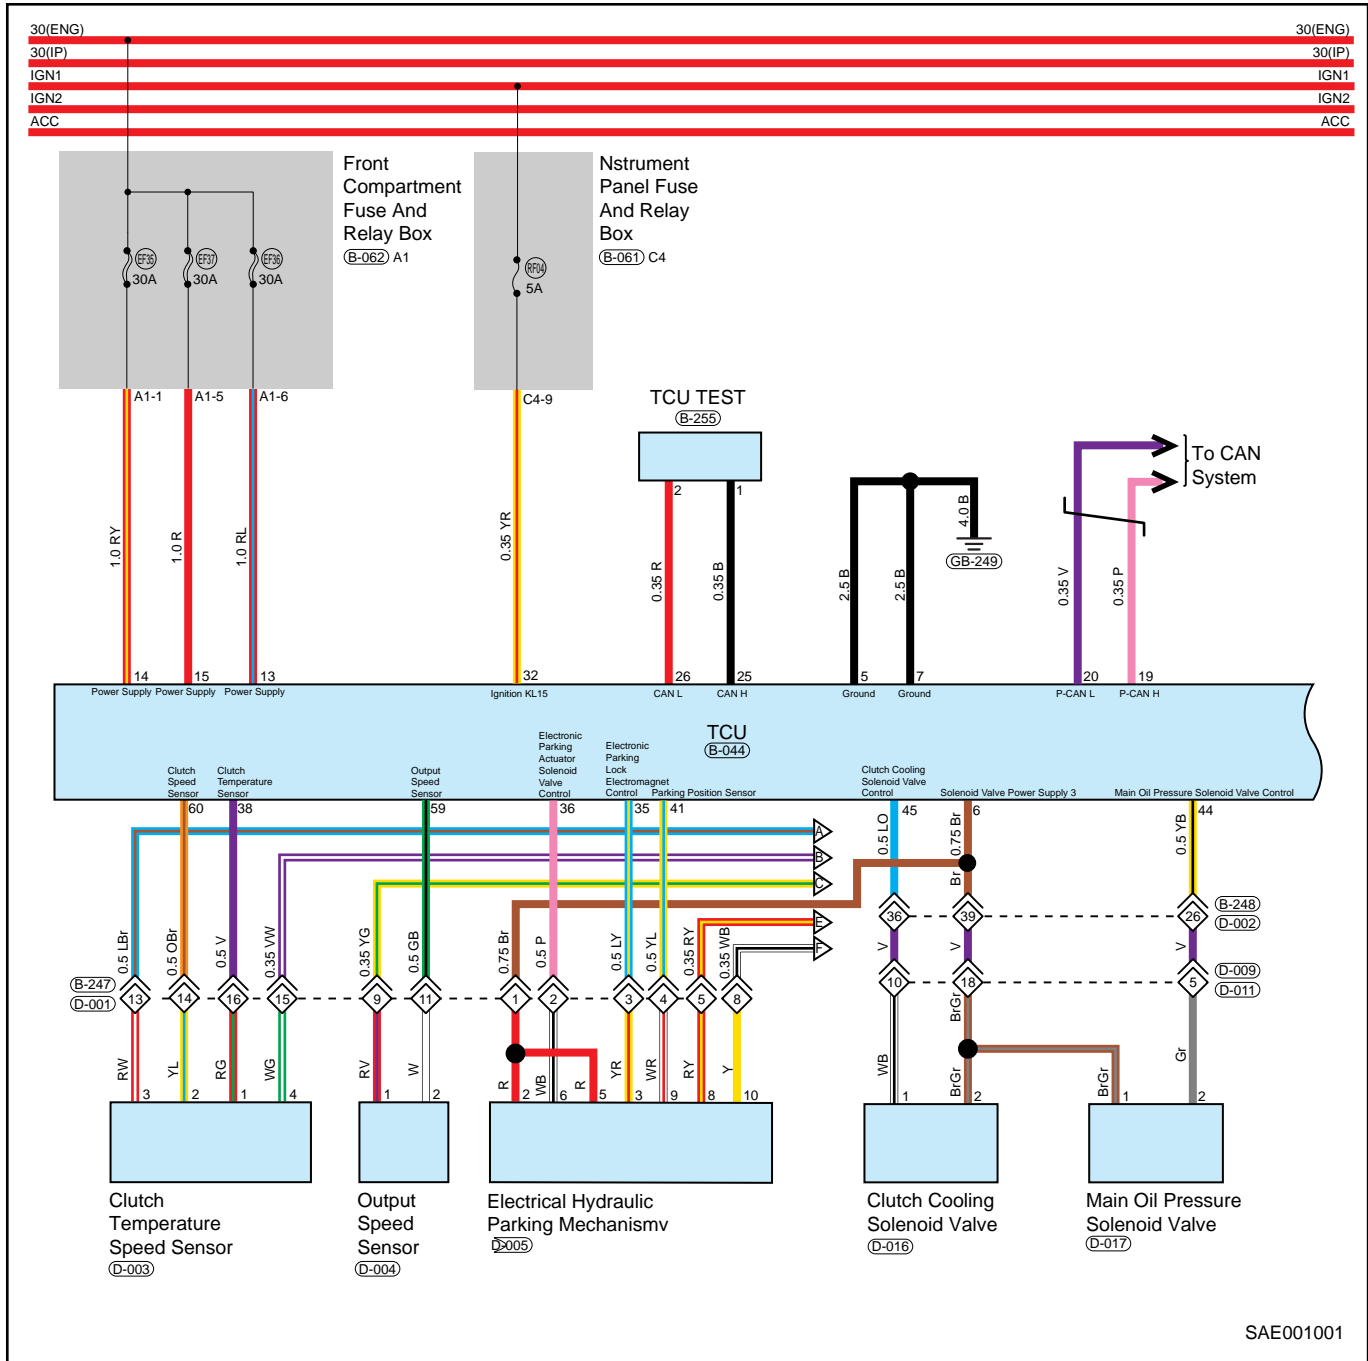 30(ENG) 30(ENG)
30(IP) 30(IP)
IGN1 IGN1
IGN2 IGN2
ACC ACC
Front
Compartment
Fuse And
Relay Box
B-062 A1
EF35
30A
EF37
30A
EF36
30A
Nstrument
Panel Fuse
And Relay
Box
B-061 C4
RF04
5A
A1-1
A1-5
A1-6
C4-9
TCU TEST
B-255
2
1
To CAN
System
1.0 RY
1.0 R
1.0 RL
0.35 YR
0.35 R
0.35 B
2.5 B
2.5 B
4.0 B
GB-249
0.35 V
0.35 P
14
15
13
32
26
25
5
7
20
19
Power Supply
Power Supply
Power Supply
Ignition KL15
CAN L
CAN H
Ground
Ground
P-CAN L
P-CAN H
TCU
B-044
Clutch
Speed
Sensor
Clutch
Temperature
Sensor
Output
Speed
Sensor
Electronic
Parking
Actuator
Solenoid
Valve
Control
Electronic
Parking
Lock
Electromagnet
Control
Parking Position Sensor
Clutch Cooling
Solenoid Valve
Control
Solenoid Valve Power Supply 3
Main Oil Pressure Solenoid Valve Control
60
38
59
36
35
41
45
6
44
A
B
C
E
F
0.5 LO
0.75 Br
Br
0.5 YB
36
39
26
B-248
D-002
0.5 LBr
0.5 OBr
0.5 V
0.35 VW
0.35 YG
0.5 GB
0.75 Br
0.5 P
0.5 LY
0.5 YL
0.35 RY
0.35 WB
V
V
V
B-247
D-001
13
14
16
15
9
11
1
2
3
4
5
8
10
18
5
D-009
D-011
RW
YL
RG
WG
RV
W
R
WB
R
YR
WR
RY
Y
WB
BrGr
BrGr
BrGr
Gr
3
2
1
4
1
2
2
6
5
3
9
8
10
1
2
1
2
Clutch
Temperature
Speed Sensor
D-003
Output
Speed
Sensor
D-004
Electrical Hydraulic
Parking Mechanismv
D-005
Clutch Cooling
Solenoid Valve
D-016
Main Oil Pressure
Solenoid Valve
D-017
SAE001001